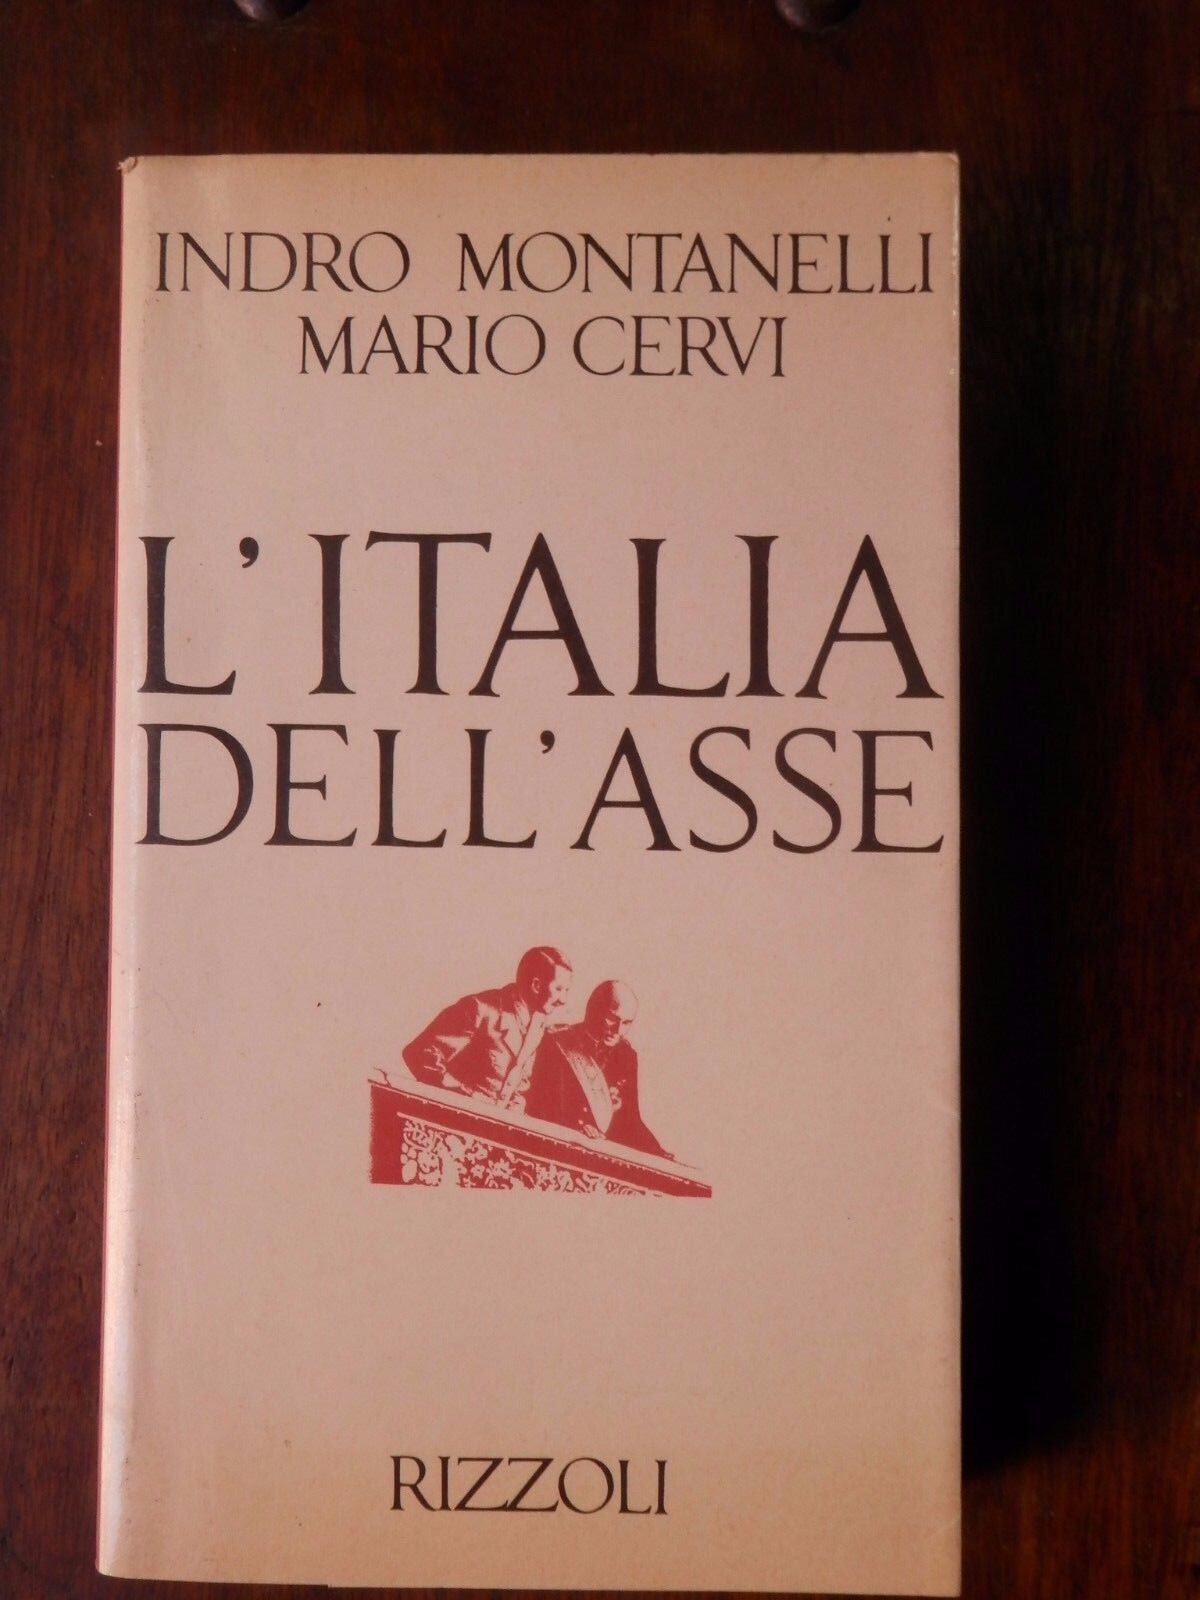 INDRO MONTANELLI
MARIO CERVI
L'ITALIA
DELL'ASSE
RIZZOLI